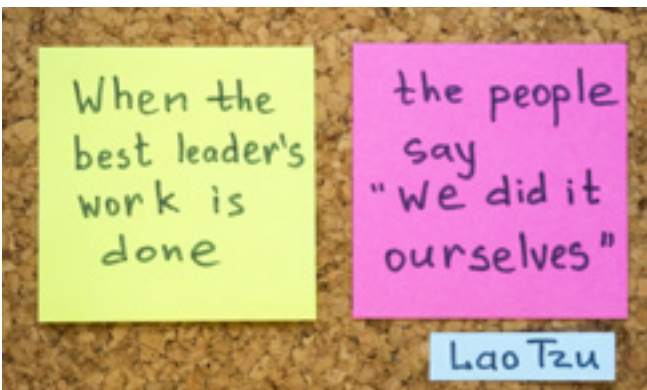 When the
best leader's
work is
done
the people
say
"We did it
ourselves"
Lao Tzu